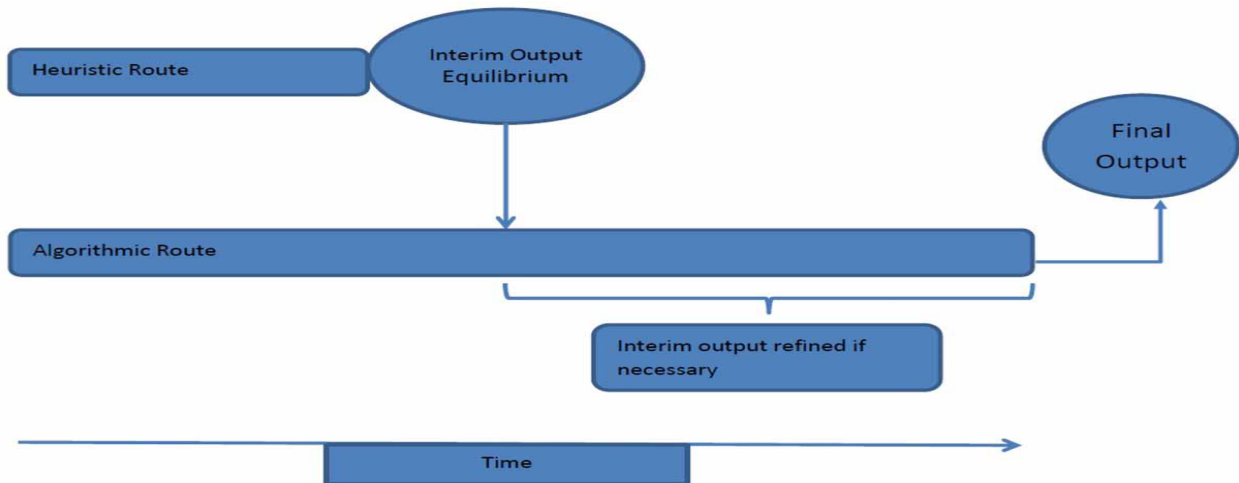 Heuristic Route
Interim Output
Equilibrium
Final
Output
Algorithmic Route
Interim output refined if
necessary
Time